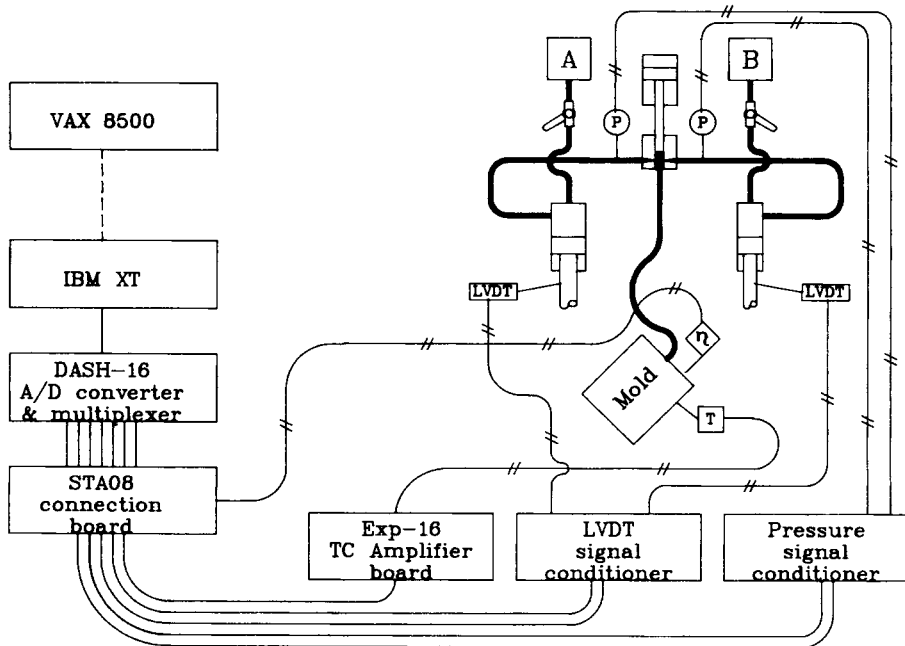 A
B
VAX 8500
P
P
IBM XT
LVDT
LVDT
η
DASH-16
A/D converter
& multiplexer
Mold
T
STA08
connection
board
Exp-16
TC Amplifier
board
LVDT
signal
conditioner
Pressure
signal
conditioner